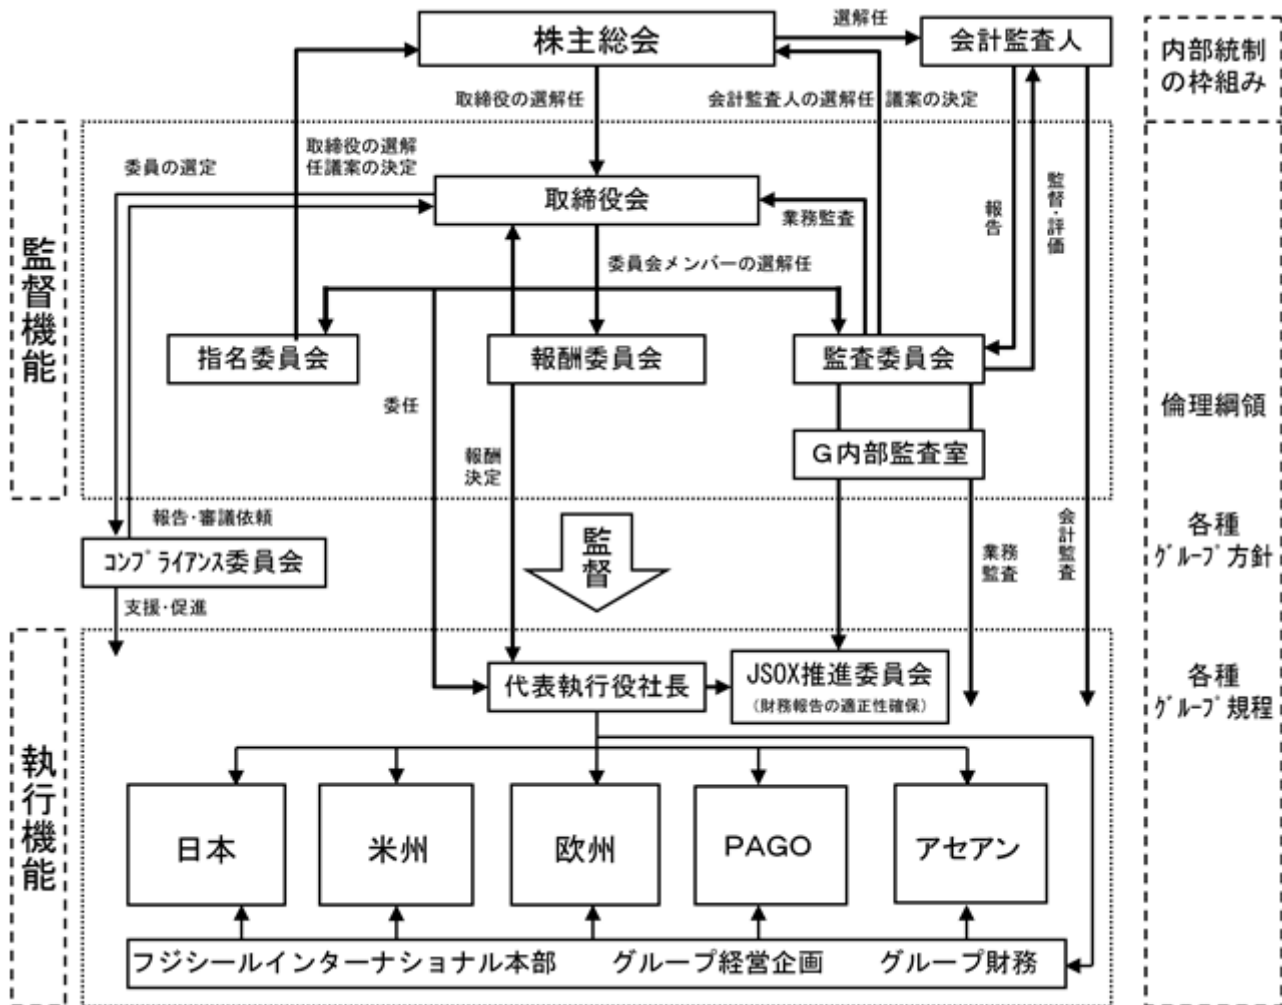 株主総会
選解任
会計監査人
内部統制
の枠組み
取締役の選解任
会計監査人の選解任 議案の決定
委員の選定
取締役の選解
任議案の決定
取締役会
業務監査
報告
監督・評価
委員会メンバーの選解任
監督機能
指名委員会
報酬委員会
監査委員会
委任
倫理綱領
報酬
決定
G内部監査室
報告・審議依頼
コンプライアンス委員会
監督
業務
監査
会計監査
各種
グループ方針
支援・促進
代表執行役社長
JSOX推進委員会
(財務報告の適正性確保)
各種
グループ規程
執行機能
日本
米州
欧州
PAGO
アセアン
フジシールインターナショナル本部 グループ経営企画 グループ財務